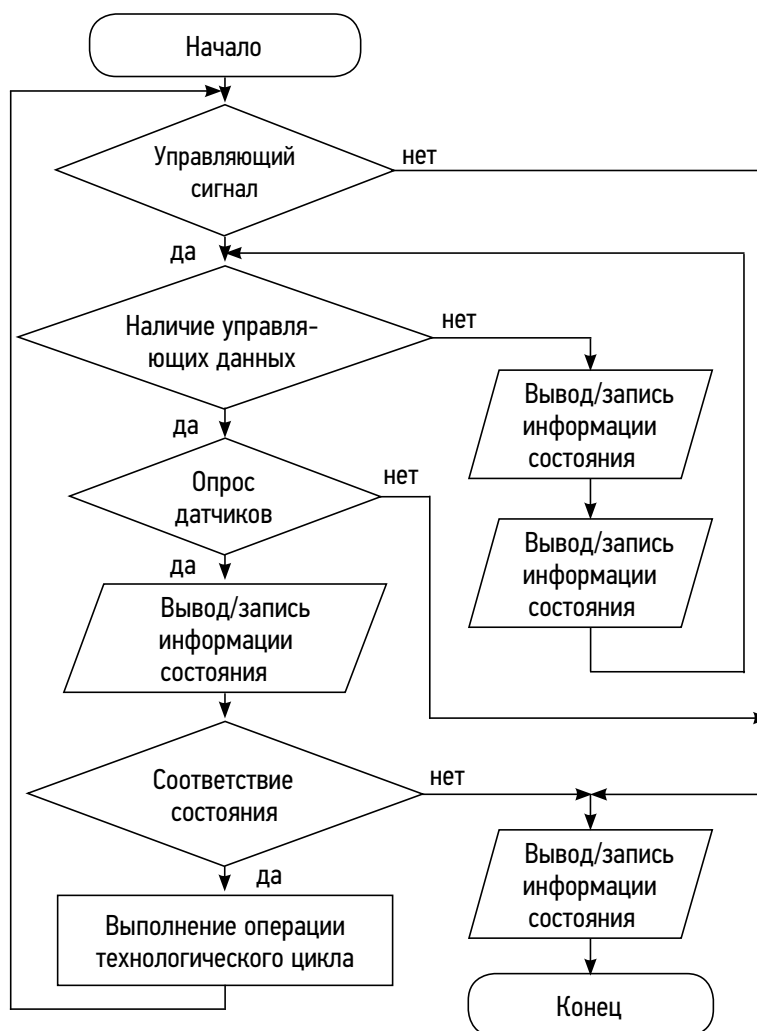 Начало
Управляющий
сигнал
нет
да
Наличие управля-
ющих данных
нет
Вывод/запись
информации
состояния
да
Опрос
датчиков
нет
Вывод/запись
информации
состояния
да
Вывод/запись
информации
состояния
Соответствие
состояния
нет
Вывод/запись
информации
состояния
да
Выполнение операции
технологического цикла
Конец